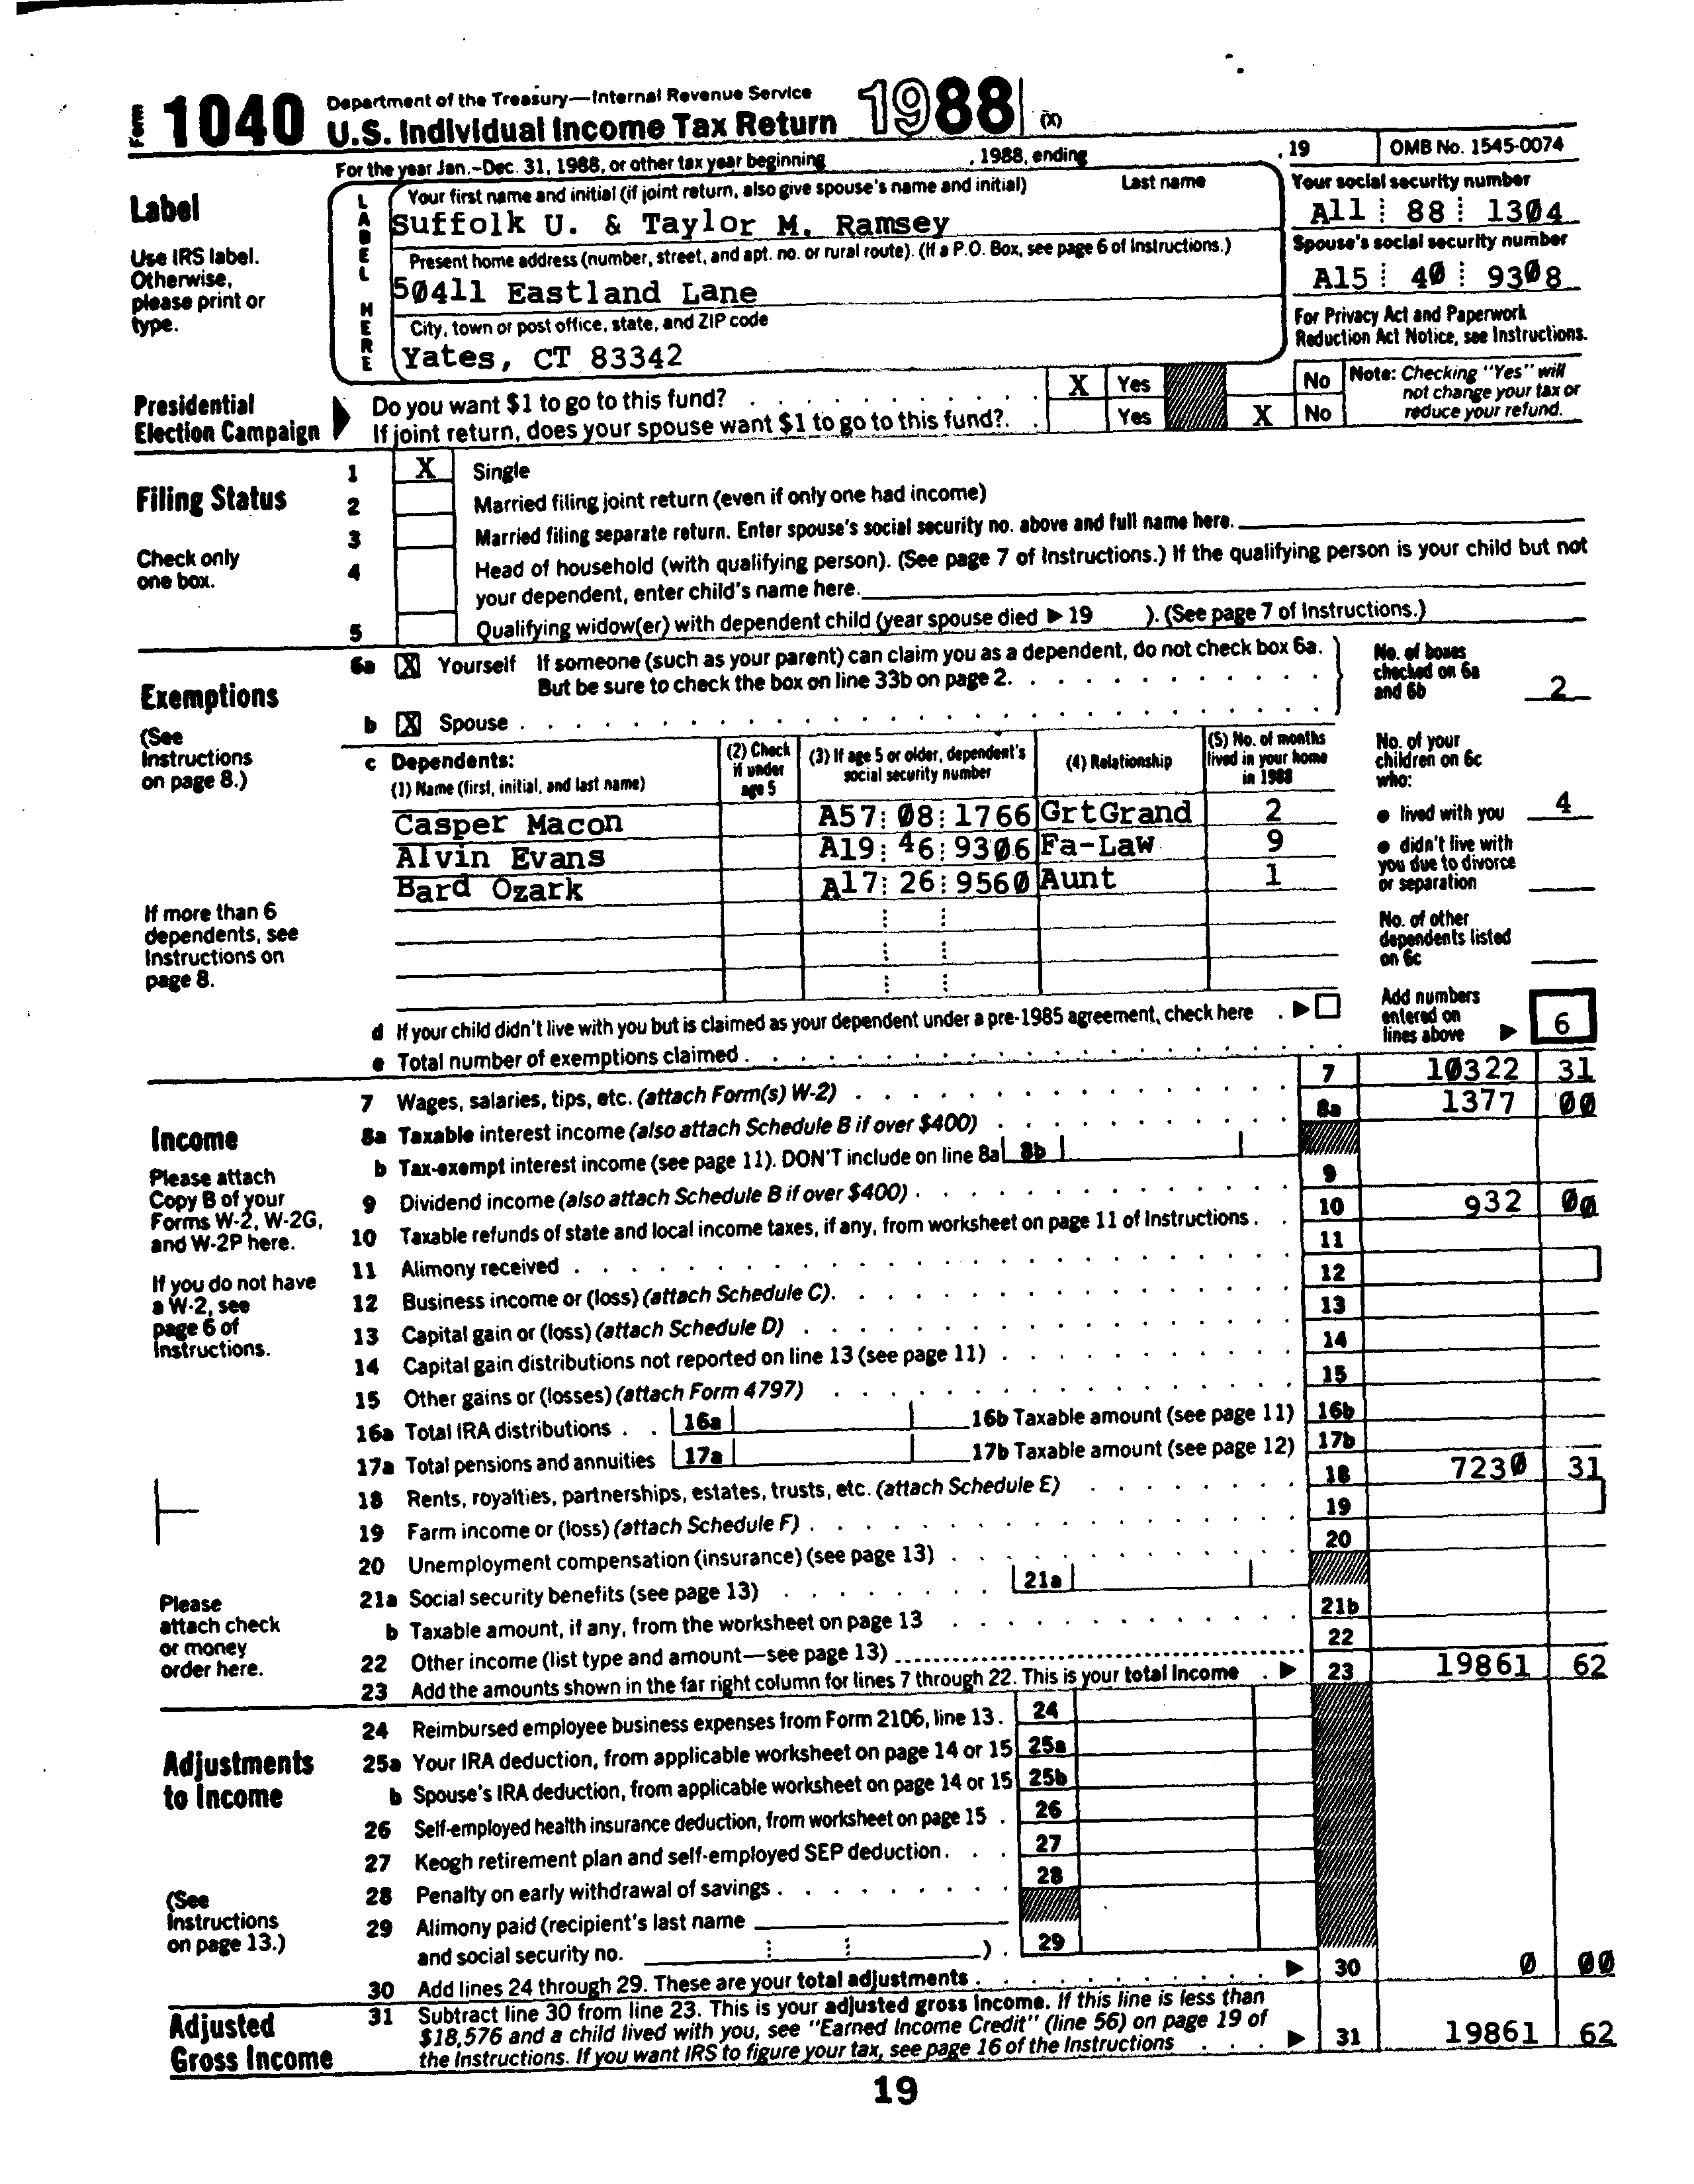 Form 1040 Department of the Treasury—Internal Revenue Service
U.S. Individual Income Tax Return 1988 (X)
For the year Jan.-Dec. 31, 1988, or other tax year beginning , 1988, ending , 19 OMB No. 1545-0074
Label
Use IRS label.
Otherwise,
please print or
type.
LABEL HERE
Your first name and initial (if joint return, also give spouse's name and initial) Last name
Suffolk U. & Taylor M. Ramsey
Your social security number
A11 88 1304
Present home address (number, street, and apt. no. or rural route). (If a P.O. Box, see page 6 of Instructions.)
50411 Eastland Lane
Spouse's social security number
A15 40 9308
City, town or post office, state, and ZIP code
Yates, CT 83342
For Privacy Act and Paperwork
Reduction Act Notice, see Instructions.
Presidential
Election Campaign
Do you want $1 to go to this fund? X Yes No
If joint return, does your spouse want $1 to go to this fund? Yes X No
Note: Checking "Yes" will
not change your tax or
reduce your refund.
Filing Status
Check only
one box.
1 X Single
2 Married filing joint return (even if only one had income)
3 Married filing separate return. Enter spouse's social security no. above and full name here.
4 Head of household (with qualifying person). (See page 7 of Instructions.) If the qualifying person is your child but not
your dependent, enter child's name here.
5 Qualifying widow(er) with dependent child (year spouse died ▶ 19 ). (See page 7 of Instructions.)
Exemptions
(See
Instructions
on page 8.)
6a X Yourself If someone (such as your parent) can claim you as a dependent, do not check box 6a.
But be sure to check the box on line 33b on page 2.
b X Spouse
No. of boxes
checked on 6a
and 6b 2
c Dependents:
(1) Name (first, initial, and last name)
(2) Check
if under
age 5
(3) If age 5 or older, dependent's
social security number
(4) Relationship
(5) No. of months
lived in your home
in 1988
Casper Macon A57 08 1766 GrtGrand 2
Alvin Evans A19 46 9306 Fa-Law 9
Bard Ozark A17 26 9560 Aunt 1
No. of your
children on 6c
who:
● lived with you 4
● didn't live with
you due to divorce
or separation
No. of other
dependents listed
on 6c
If more than 6
dependents, see
Instructions on
page 8.
d If your child didn't live with you but is claimed as your dependent under a pre-1985 agreement, check here ▶
e Total number of exemptions claimed
Add numbers
entered on
lines above ▶ 6
Income
Please attach
Copy B of your
Forms W-2, W-2G,
and W-2P here.
If you do not have
a W-2, see
page 6 of
Instructions.
Please
attach check
or money
order here.
7 Wages, salaries, tips, etc. (attach Form(s) W-2) 7 10322 31
8a Taxable interest income (also attach Schedule B if over $400) 8a 1377 00
b Tax-exempt interest income (see page 11). DON'T include on line 8a 8b
9 Dividend income (also attach Schedule B if over $400) 9
10 Taxable refunds of state and local income taxes, if any, from worksheet on page 11 of Instructions 10 932 00
11 Alimony received 11
12 Business income or (loss) (attach Schedule C) 12
13 Capital gain or (loss) (attach Schedule D) 13
14 Capital gain distributions not reported on line 13 (see page 11) 14
15 Other gains or (losses) (attach Form 4797) 15
16a Total IRA distributions 16a 16b Taxable amount (see page 11) 16b
17a Total pensions and annuities 17a 17b Taxable amount (see page 12) 17b
18 Rents, royalties, partnerships, estates, trusts, etc. (attach Schedule E) 18 7230 31
19 Farm income or (loss) (attach Schedule F) 19
20 Unemployment compensation (insurance) (see page 13) 20
21a Social security benefits (see page 13) 21a
b Taxable amount, if any, from the worksheet on page 13 21b
22 Other income (list type and amount—see page 13) 22
23 Add the amounts shown in the far right column for lines 7 through 22. This is your total income ▶ 23 19861 62
Adjustments
to Income
(See
Instructions
on page 13.)
24 Reimbursed employee business expenses from Form 2106, line 13. 24
25a Your IRA deduction, from applicable worksheet on page 14 or 15 25a
b Spouse's IRA deduction, from applicable worksheet on page 14 or 15 25b
26 Self-employed health insurance deduction, from worksheet on page 15 26
27 Keogh retirement plan and self-employed SEP deduction 27
28 Penalty on early withdrawal of savings 28
29 Alimony paid (recipient's last name
and social security no. ) 29
30 Add lines 24 through 29. These are your total adjustments ▶ 30 0 00
Adjusted
Gross Income
31 Subtract line 30 from line 23. This is your adjusted gross income. If this line is less than
$18,576 and a child lived with you, see "Earned Income Credit" (line 56) on page 19 of
the Instructions. If you want IRS to figure your tax, see page 16 of the Instructions ▶ 31 19861 62
19